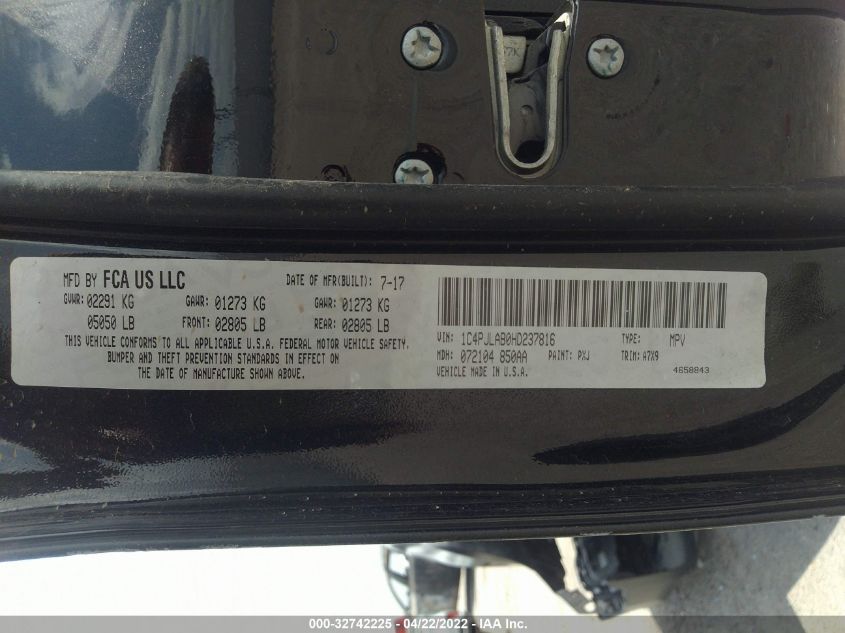 MFD BY FCA US LLC DATE OF MFR(BUILT): 7-17
GVWR: 02291 KG GAWR: 01273 KG GAWR: 01273 KG
05050 LB FRONT: 02805 LB REAR: 02805 LB
THIS VEHICLE CONFORMS TO ALL APPLICABLE U.S.A. FEDERAL MOTOR VEHICLE SAFETY.
BUMPER AND THEFT PREVENTION STANDARDS IN EFFECT ON
THE DATE OF MANUFACTURE SHOWN ABOVE.
VIN: 1C4PJLAB0HD237816 TYPE: MPV
MDH: 072104 850AA PAINT: PXJ TRIM: A7X9
VEHICLE MADE IN U.S.A. 4658843
000-32742225 - 04/22/2022 - www.iaai.com